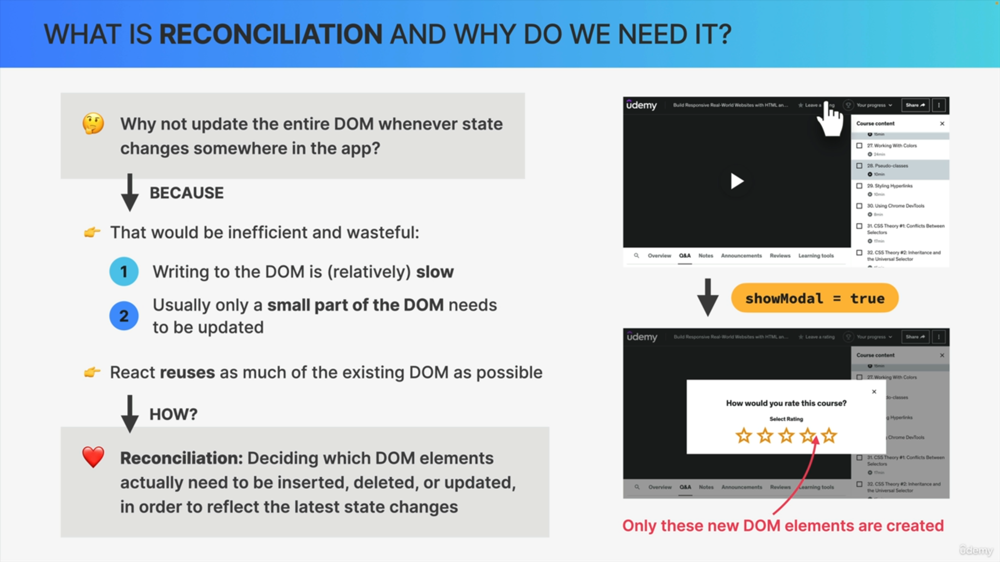 WHAT IS RECONCILIATION AND WHY DO WE NEED IT?
Why not update the entire DOM whenever state
changes somewhere in the app?
BECAUSE
That would be inefficient and wasteful:
1 Writing to the DOM is (relatively) slow
2 Usually only a small part of the DOM needs
to be updated
React reuses as much of the existing DOM as possible
HOW?
Reconciliation: Deciding which DOM elements
actually need to be inserted, deleted, or updated,
in order to reflect the latest state changes
udemy Build Responsive Real-World Websites with HTML an... Leave a Your progress Share
Course content
15min
27. Working With Colors
24min
28. Pseudo-classes
10min
29. Styling Hyperlinks
10min
30. Using Chrome DevTools
8min
31. CSS Theory #1: Conflicts Between
Selectors
17min
32. CSS Theory #2: Inheritance and
the Universal Selector
Overview Q&A Notes Announcements Reviews Learning tools
showModal = true
udemy Build Responsive Real-World Websites with HTML an... Leave a rating Your progress Share
Course content
15min
27. Working With Colors
do-classes
g Hyperlinks
Chrome DevTools
31. CSS Theory #1: Conflicts Between
Selectors
17min
32. CSS Theory #2: Inheritance and
the Universal Selector
How would you rate this course?
Select Rating
Overview Q&A Notes Announcements Reviews Learning tools
Only these new DOM elements are created
udemy